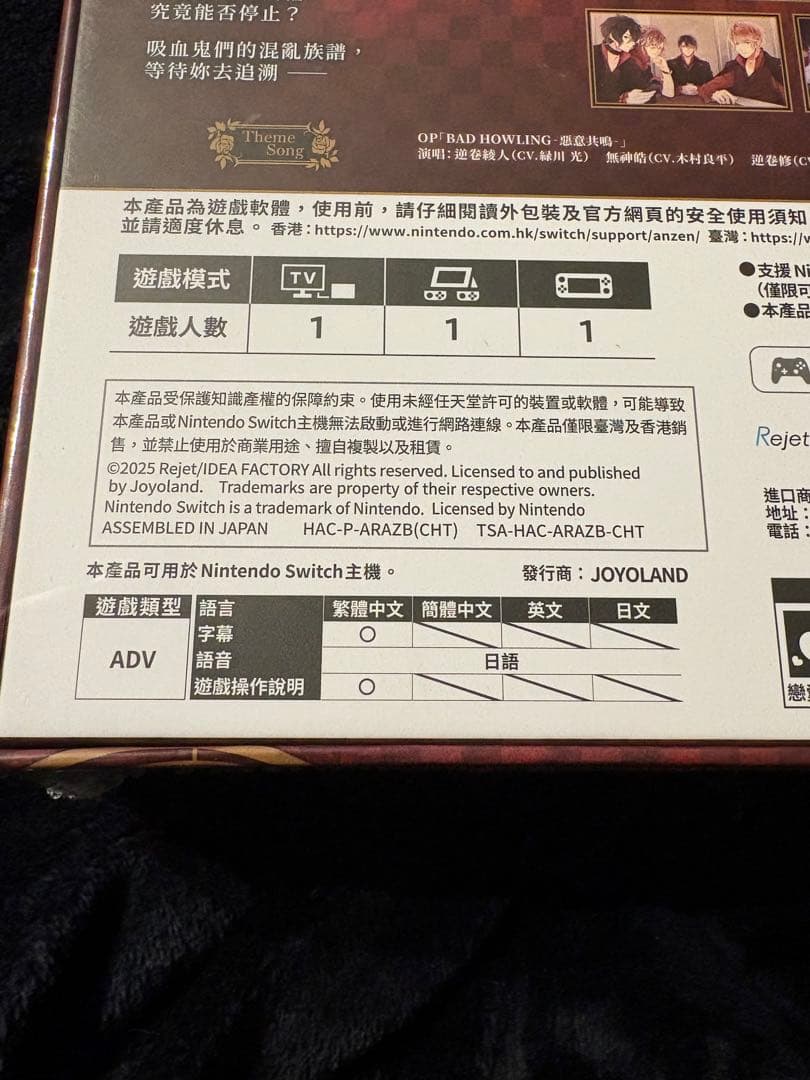 究竟能否停止？
吸血鬼們的混亂族譜，
等待妳去追溯 ——
Theme
Song
OP「BAD HOWLING -惡意共鳴-」
演唱：逆卷綾人(CV.緑川 光)　無神皓(CV.木村良平)　逆卷修(C
本產品為遊戲軟體，使用前，請仔細閱讀外包裝及官方網頁的安全使用須知
並請適度休息。 香港：https://www.nintendo.com.hk/switch/support/anzen/ 臺灣：https://w
遊戲模式 TV
遊戲人數 1 1 1
●支援 Ni
（僅限可
●本產品
本產品受保護知識產權的保障約束。使用未經任天堂許可的裝置或軟體，可能導致
本產品或Nintendo Switch主機無法啟動或進行網路連線。本產品僅限臺灣及香港銷
售，並禁止使用於商業用途、擅自複製以及租賃。
©2025 Rejet/IDEA FACTORY All rights reserved. Licensed to and published
by Joyoland. Trademarks are property of their respective owners.
Nintendo Switch is a trademark of Nintendo. Licensed by Nintendo
ASSEMBLED IN JAPAN HAC-P-ARAZB(CHT) TSA-HAC-ARAZB-CHT
Rejet
進口商
地址：
電話：
本產品可用於Nintendo Switch主機。 發行商：JOYOLAND
遊戲類型 語言 繁體中文 簡體中文 英文 日文
ADV
字幕 ○
語音 日語
遊戲操作說明 ○